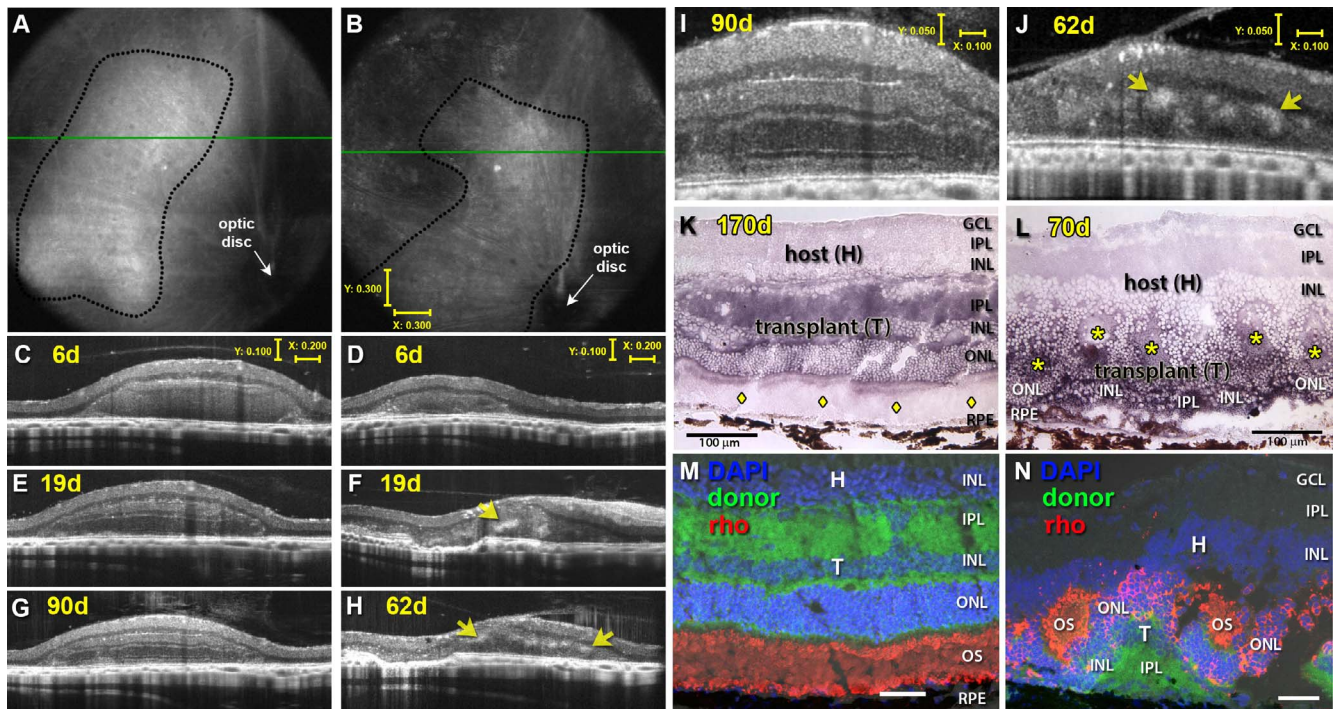 A
optic
disc
B
Y: 0.300
X: 0.300
optic
disc
C 6d
Y: 0.100
X: 0.200
D 6d
Y: 0.100
X: 0.200
E 19d
F 19d
G 90d
H 62d
I 90d
Y: 0.050
X: 0.100
J 62d
Y: 0.050
X: 0.100
K 170d
GCL
IPL
INL
host (H)
IPL
transplant (T)
INL
ONL
RPE
100 µm
L 70d
GCL
IPL
host (H)
INL
* * * * *
transplant (T)
ONL INL IPL INL ONL
RPE
100 µm
M DAPI
donor
rho
H
INL
IPL
T
INL
ONL
OS
RPE
N DAPI
donor
rho
GCL
IPL
H
INL
ONL
OS
T
OS
ONL
INL
IPL